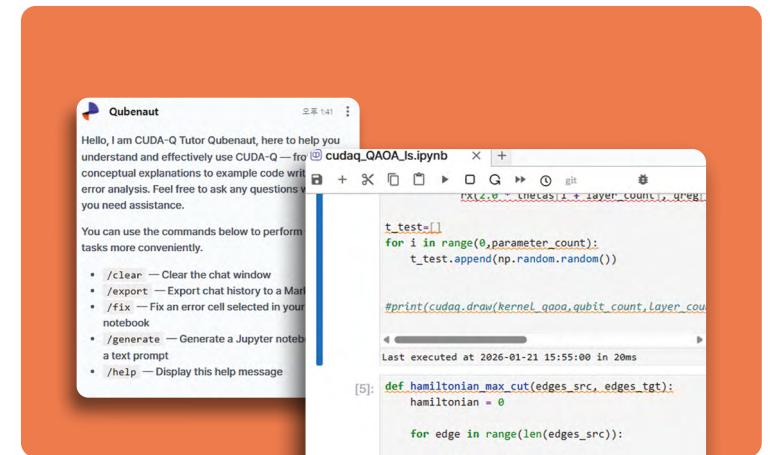 Qubenaut
오후 1:41
Hello, I am CUDA-Q Tutor Qubenaut, here to help you
understand and effectively use CUDA-Q — fro
conceptual explanations to example code writ
error analysis. Feel free to ask any questions w
you need assistance.
You can use the commands below to perform
tasks more conveniently.
/clear — Clear the chat window
/export — Export chat history to a Mar
/fix — Fix an error cell selected in your
notebook
/generate — Generate a Jupyter noteb
a text prompt
/help — Display this help message
cudaq_QAOA_ls.ipynb
git
rx(2.0 * thetas[i + layer_count], qreg[
t_test=[]
for i in range(0,parameter_count):
t_test.append(np.random.random())
#print(cudaq.draw(kernel_qaoa,qubit_count,layer_cou
Last executed at 2026-01-21 15:55:00 in 20ms
[5]:
def hamiltonian_max_cut(edges_src, edges_tgt):
hamiltonian = 0
for edge in range(len(edges_src)):